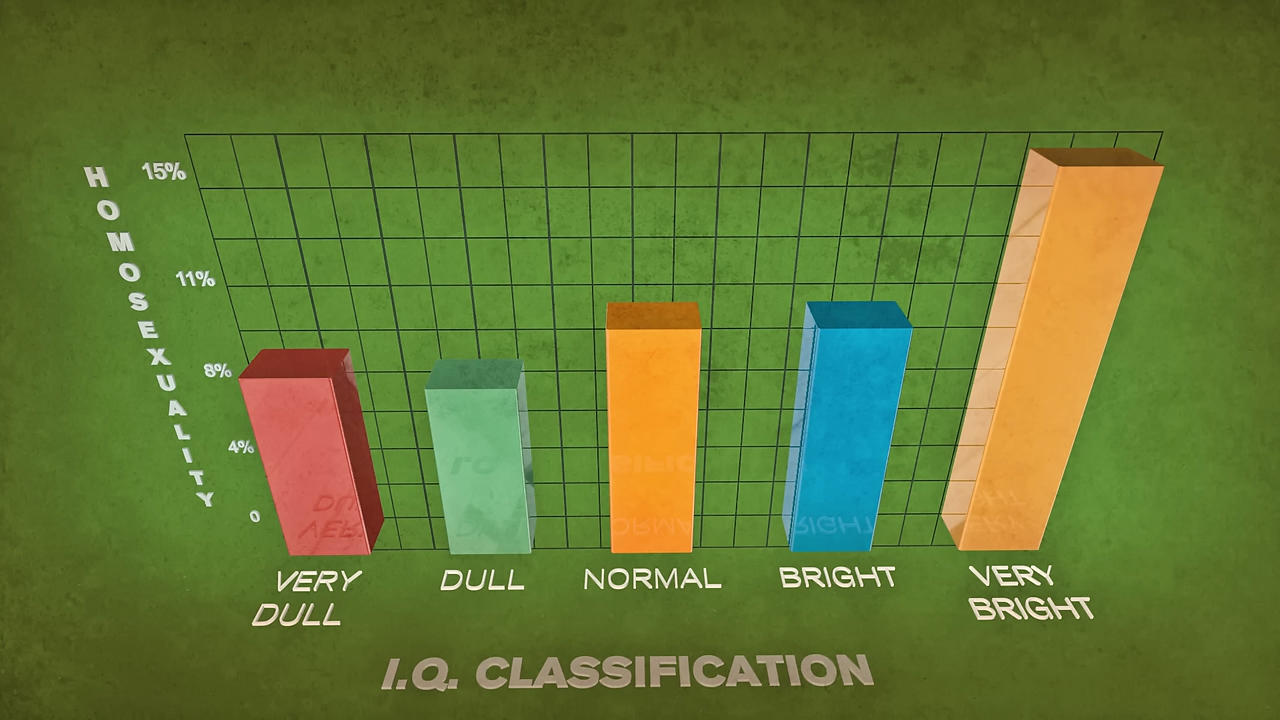 HOMOSEXUALITY
15%
11%
8%
4%
0
VERY
DULL
DULL
NORMAL
BRIGHT
VERY
BRIGHT
I.Q. CLASSIFICATION